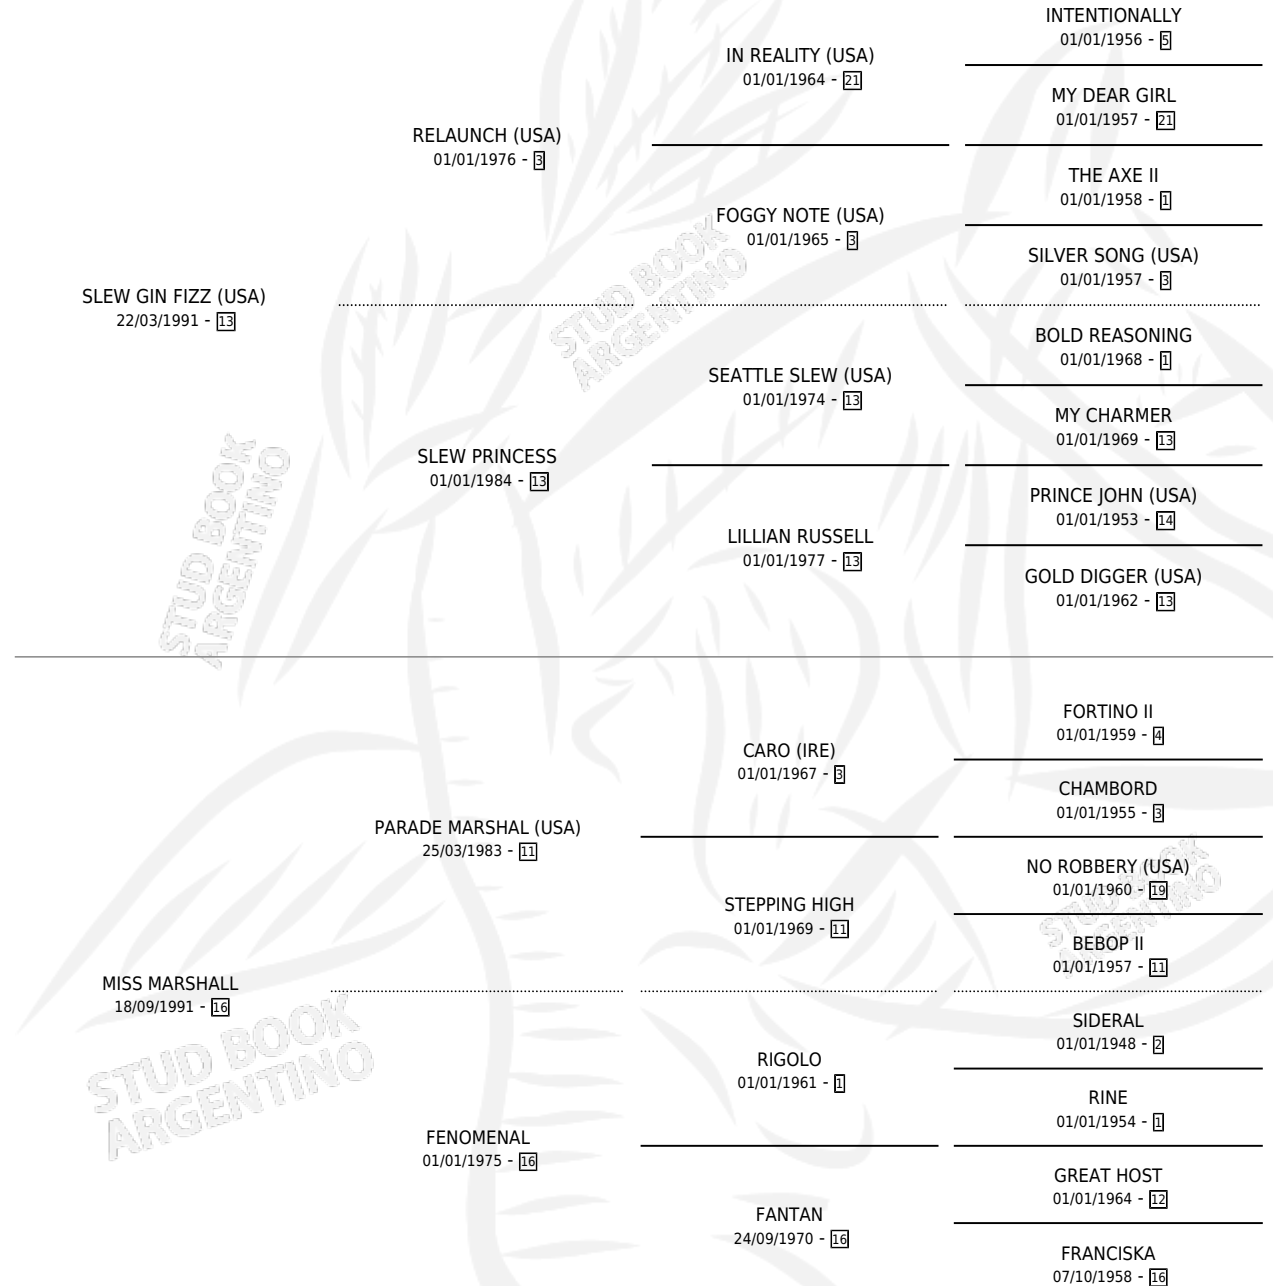 INTENTIONALLY
01/01/1956 - 5
IN REALITY (USA)
01/01/1964 - 21
MY DEAR GIRL
01/01/1957 - 21
RELAUNCH (USA)
01/01/1976 - 3
THE AXE II
01/01/1958 - 1
FOGGY NOTE (USA)
01/01/1965 - 3
SILVER SONG (USA)
01/01/1957 - 3
SLEW GIN FIZZ (USA)
22/03/1991 - 13
BOLD REASONING
01/01/1968 - 1
SEATTLE SLEW (USA)
01/01/1974 - 13
MY CHARMER
01/01/1969 - 13
SLEW PRINCESS
01/01/1984 - 13
PRINCE JOHN (USA)
01/01/1953 - 14
LILLIAN RUSSELL
01/01/1977 - 13
GOLD DIGGER (USA)
01/01/1962 - 13
FORTINO II
01/01/1959 - 4
CARO (IRE)
01/01/1967 - 3
CHAMBORD
01/01/1955 - 3
PARADE MARSHAL (USA)
25/03/1983 - 11
NO ROBBERY (USA)
01/01/1960 - 19
STEPPING HIGH
01/01/1969 - 11
BEBOP II
01/01/1957 - 11
MISS MARSHALL
18/09/1991 - 16
SIDERAL
01/01/1948 - 2
RIGOLO
01/01/1961 - 1
RINE
01/01/1954 - 1
FENOMENAL
01/01/1975 - 16
GREAT HOST
01/01/1964 - 12
FANTAN
24/09/1970 - 16
FRANCISKA
07/10/1958 - 16
STUD BOOK
ARGENTINO
STUD BOOK
ARGENTINO
STUD BOOK
ARGENTINO
STUD BOOK
ARGENTINO